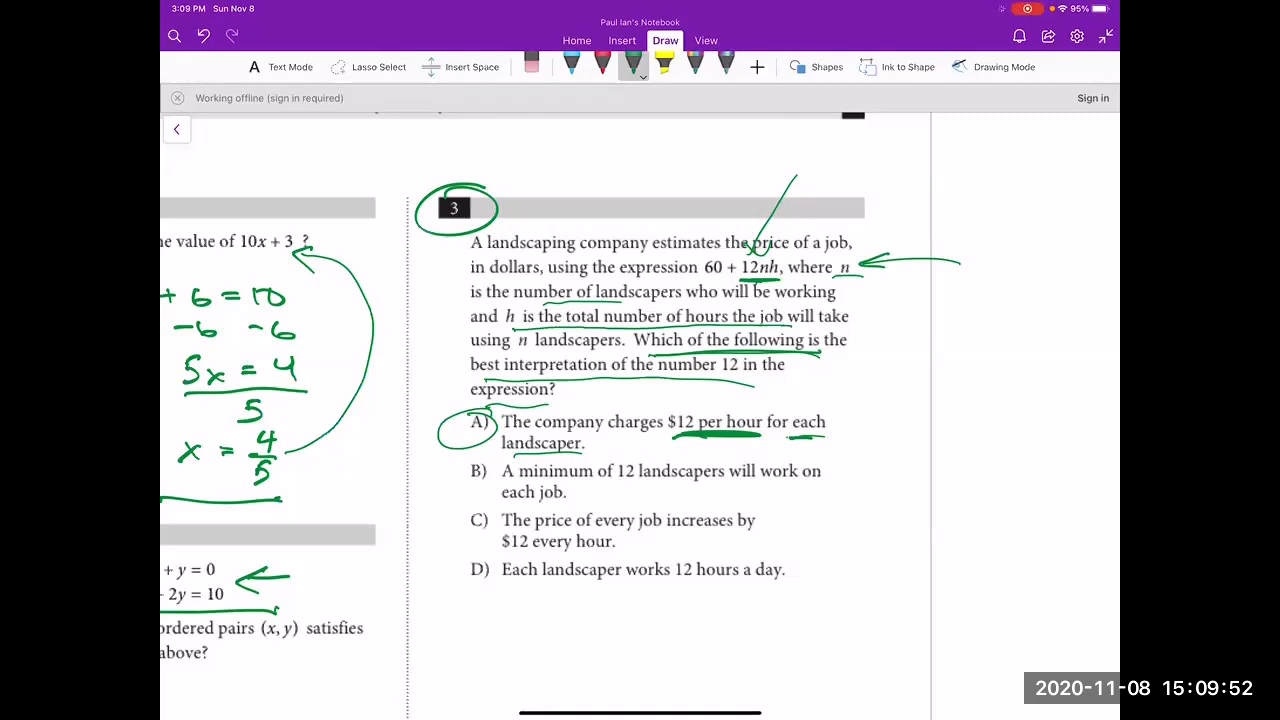 3:09 PM Sun Nov 8
95%
Paul Ian's Notebook
Home Insert Draw View
A Text Mode Lasso Select Insert Space Shapes Ink to Shape Drawing Mode
Working offline (sign in required) Sign in
ne value of 10x + 3 ?
+ 6 = 10
-6 -6
5x = 4
5
x = 4/5
+ y = 0
2y = 10
ordered pairs (x, y) satisfies
above?
3
A landscaping company estimates the price of a job,
in dollars, using the expression 60 + 12nh, where n
is the number of landscapers who will be working
and h is the total number of hours the job will take
using n landscapers. Which of the following is the
best interpretation of the number 12 in the
expression?
A) The company charges $12 per hour for each
landscaper.
B) A minimum of 12 landscapers will work on
each job.
C) The price of every job increases by
$12 every hour.
D) Each landscaper works 12 hours a day.
2020-11-08 15:09:52